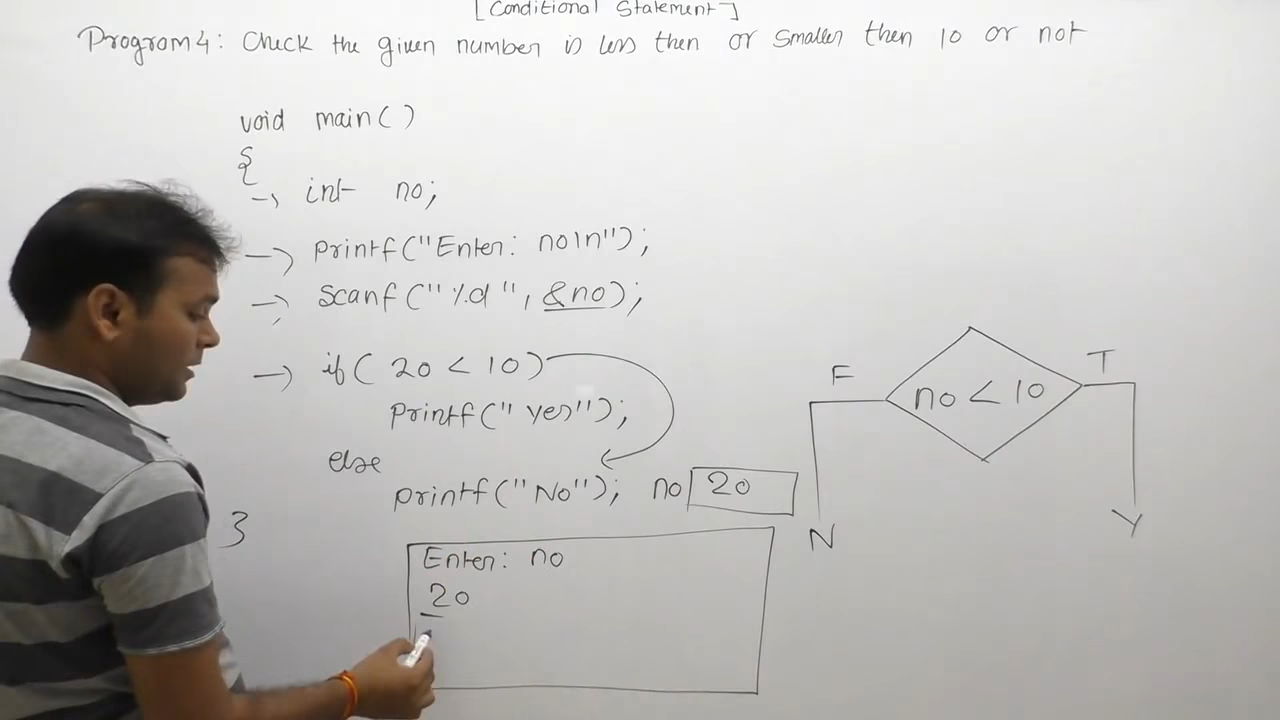 [Conditional Statement]
Program 4: Check the given number is less then or smaller then 10 or not
void main()
{
→ int no;
→ printf("Enter: no\n");
→ scanf("%d", &no);
→ if( 20 < 10)
printf(" yes");
else
printf("No");
no 20
}
Enter: no
20
F
no < 10
T
N
Y